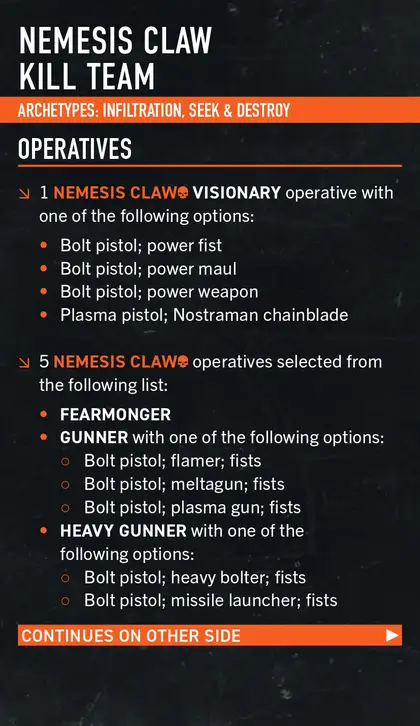 NEMESIS CLAW
KILL TEAM
ARCHETYPES: INFILTRATION, SEEK & DESTROY
OPERATIVES
↘ 1 NEMESIS CLAW💀 VISIONARY operative with
one of the following options:
• Bolt pistol; power fist
• Bolt pistol; power maul
• Bolt pistol; power weapon
• Plasma pistol; Nostraman chainblade
↘ 5 NEMESIS CLAW💀 operatives selected from
the following list:
• FEARMONGER
• GUNNER with one of the following options:
○ Bolt pistol; flamer; fists
○ Bolt pistol; meltagun; fists
○ Bolt pistol; plasma gun; fists
• HEAVY GUNNER with one of the
following options:
○ Bolt pistol; heavy bolter; fists
○ Bolt pistol; missile launcher; fists
CONTINUES ON OTHER SIDE ▶